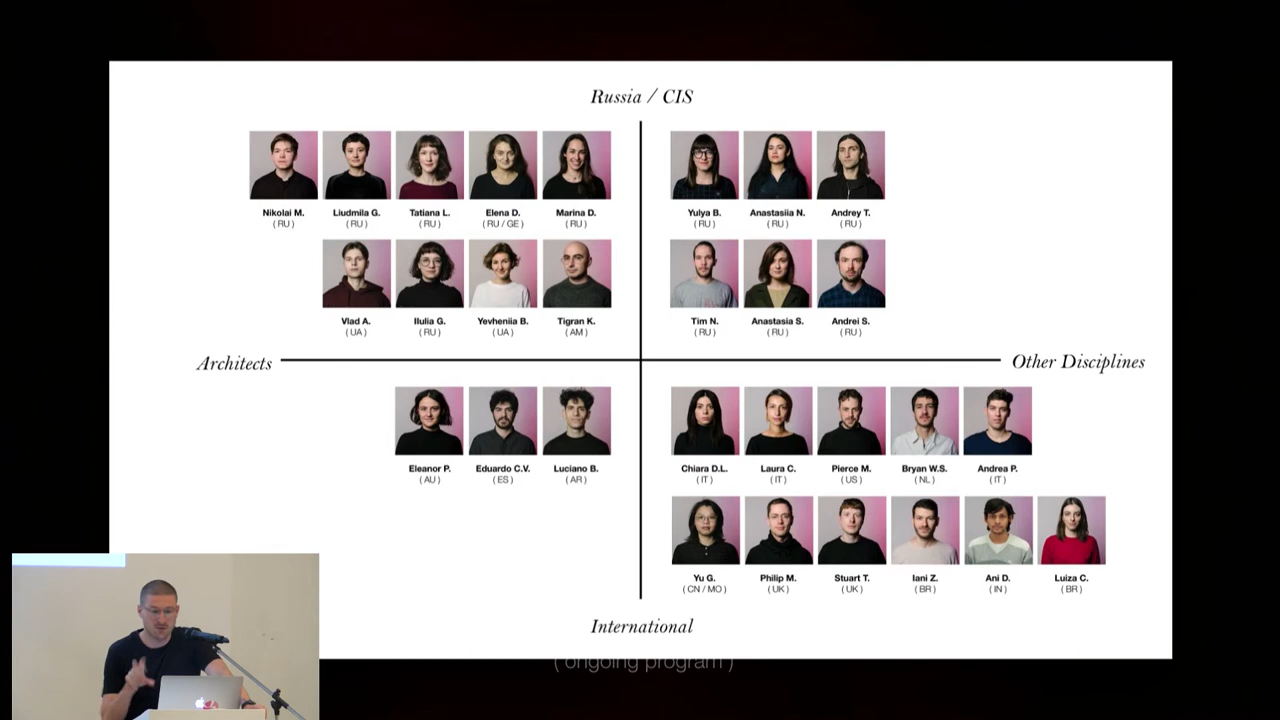 Russia / CIS
Nikolai M. Liudmila G. Tatiana L. Elena D. Marina D. Yulya B. Anastasiia N. Andrey T.
( RU ) ( RU ) ( RU ) ( RU / GE ) ( RU ) ( RU ) ( RU ) ( RU )
Vlad A. Ilulia G. Yevheniia B. Tigran K. Tim N. Anastasia S. Andrei S.
( UA ) ( RU ) ( UA ) ( AM ) ( RU ) ( RU ) ( RU )
Architects Other Disciplines
Eleanor P. Eduardo C.V. Luciano B. Chiara D.L. Laura C. Pierce M. Bryan W.S. Andrea P.
( AU ) ( ES ) ( AR ) ( IT ) ( IT ) ( US ) ( NL ) ( IT )
Yu G. Philip M. Stuart T. Iani Z. Ani D. Luiza C.
( CN / MO ) ( UK ) ( UK ) ( BR ) ( IN ) ( BR )
International
( ongoing program )